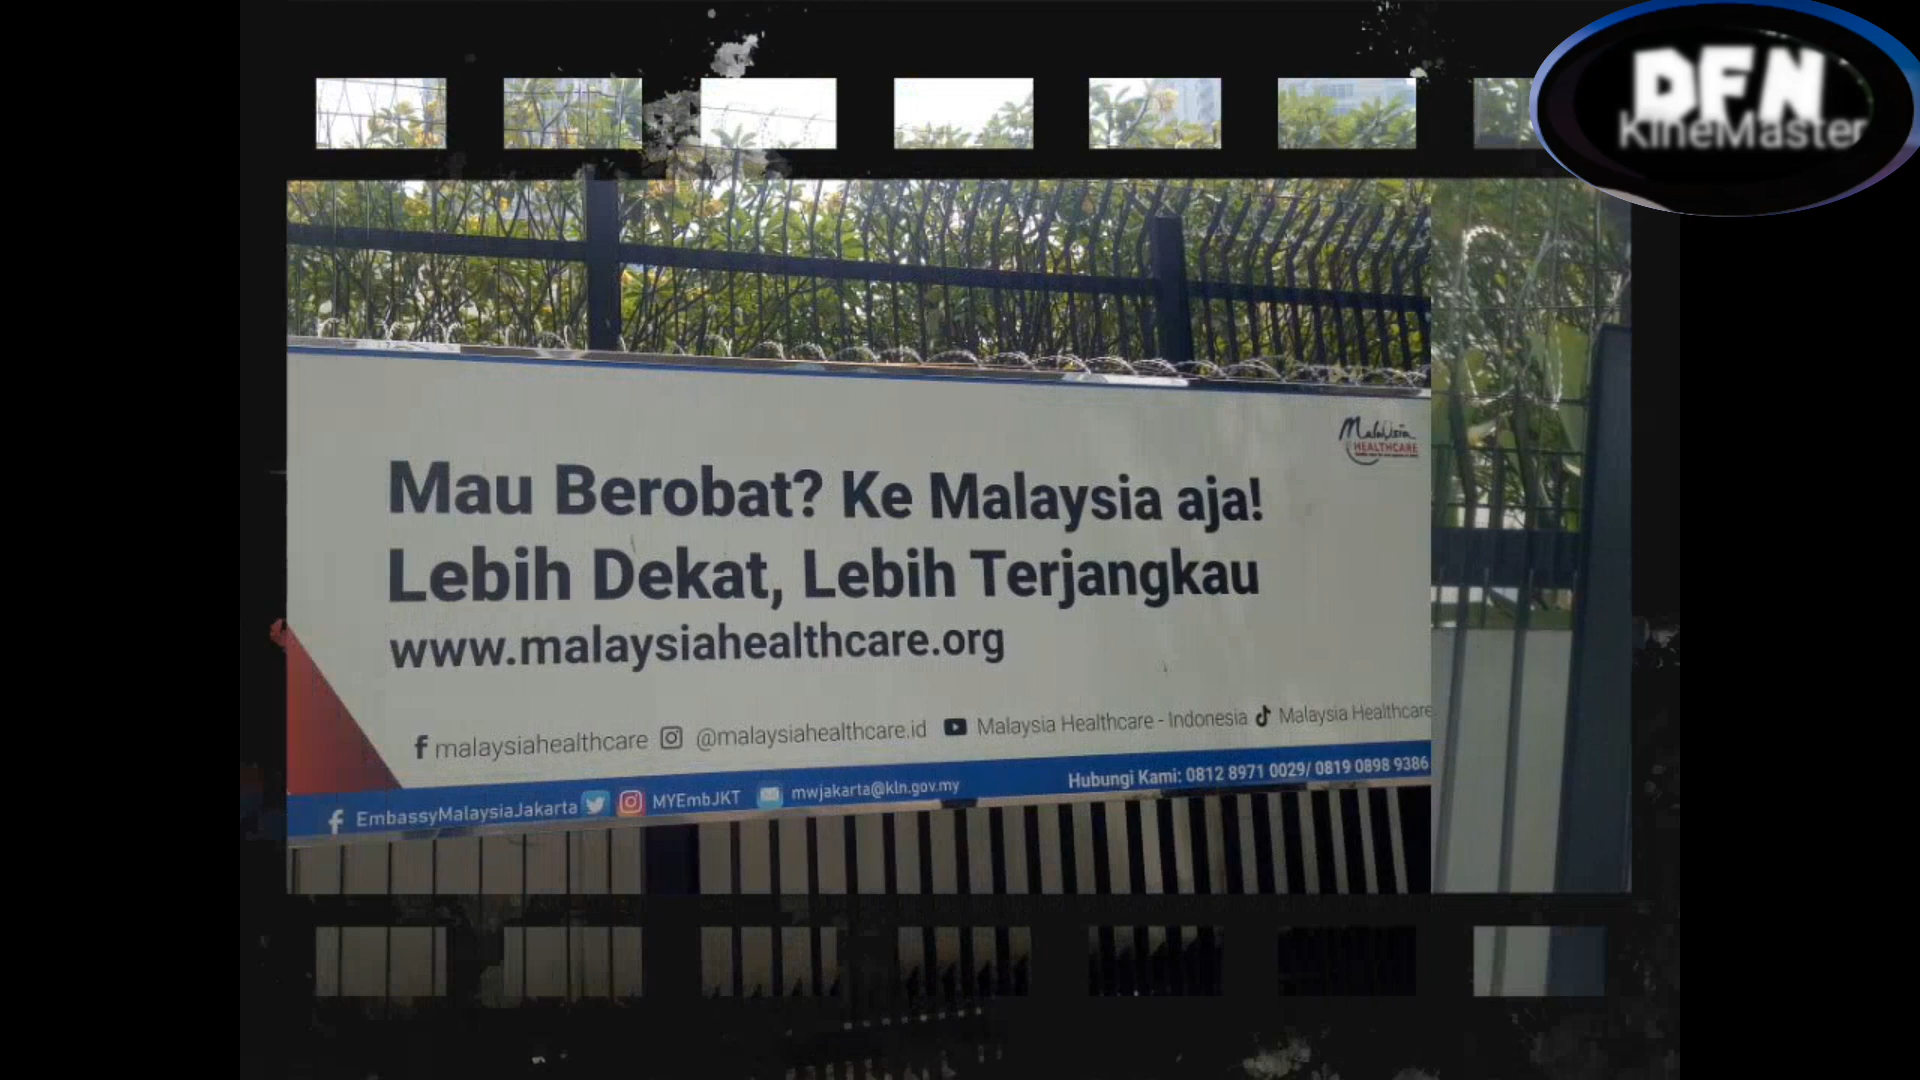 DFN
KineMaster
Malaysia
HEALTHCARE
Mau Berobat? Ke Malaysia aja!
Lebih Dekat, Lebih Terjangkau
www.malaysiahealthcare.org
malaysiahealthcare @malaysiahealthcare.id Malaysia Healthcare - Indonesia Malaysia Healthcare
EmbassyMalaysiaJakarta MYEmbJKT mwjakarta@kln.gov.my Hubungi Kami: 0812 8971 0029/ 0819 0898 9386